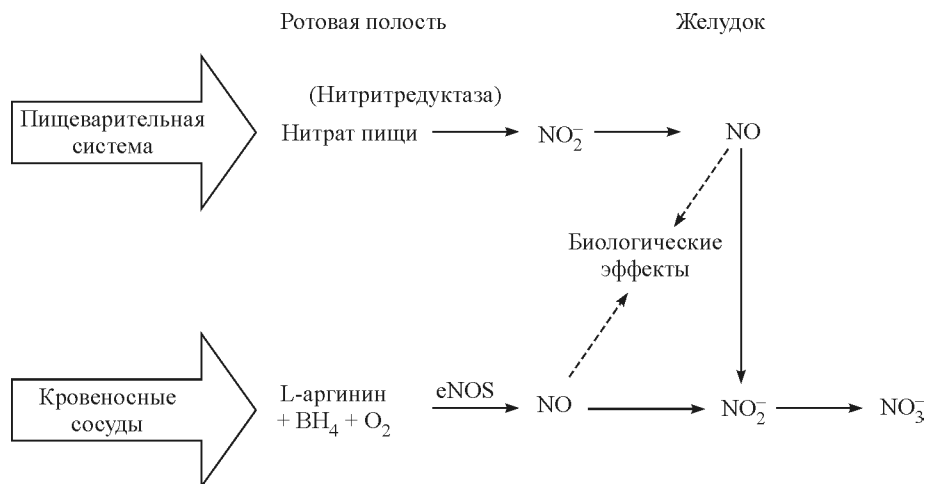 Ротовая полость Желудок
(Нитритредуктаза)
Пищеварительная
система
Нитрат пищи NO₂⁻ NO
Биологические
эффекты
Кровеносные
сосуды
L-аргинин eNOS NO NO₂⁻ NO₃⁻.
+ BH₄ + O₂